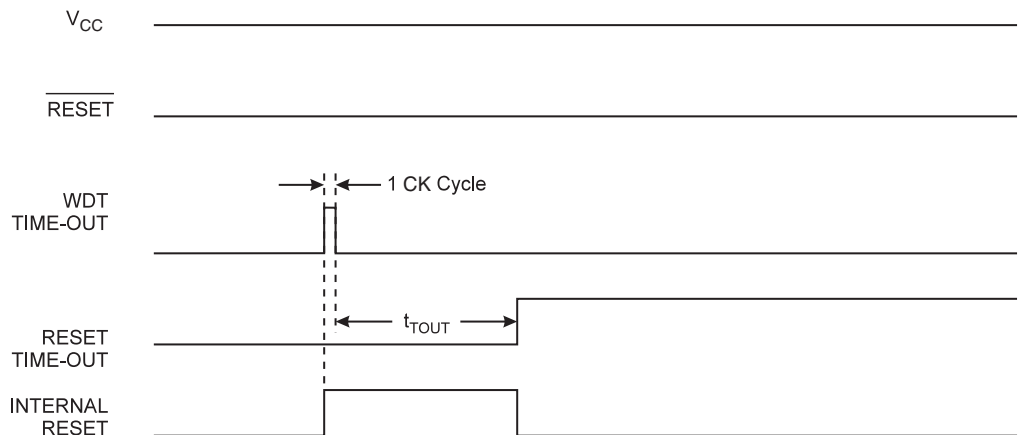 VCC
RESET
1 CK Cycle
WDT
TIME-OUT
tTOUT
RESET
TIME-OUT
INTERNAL
RESET